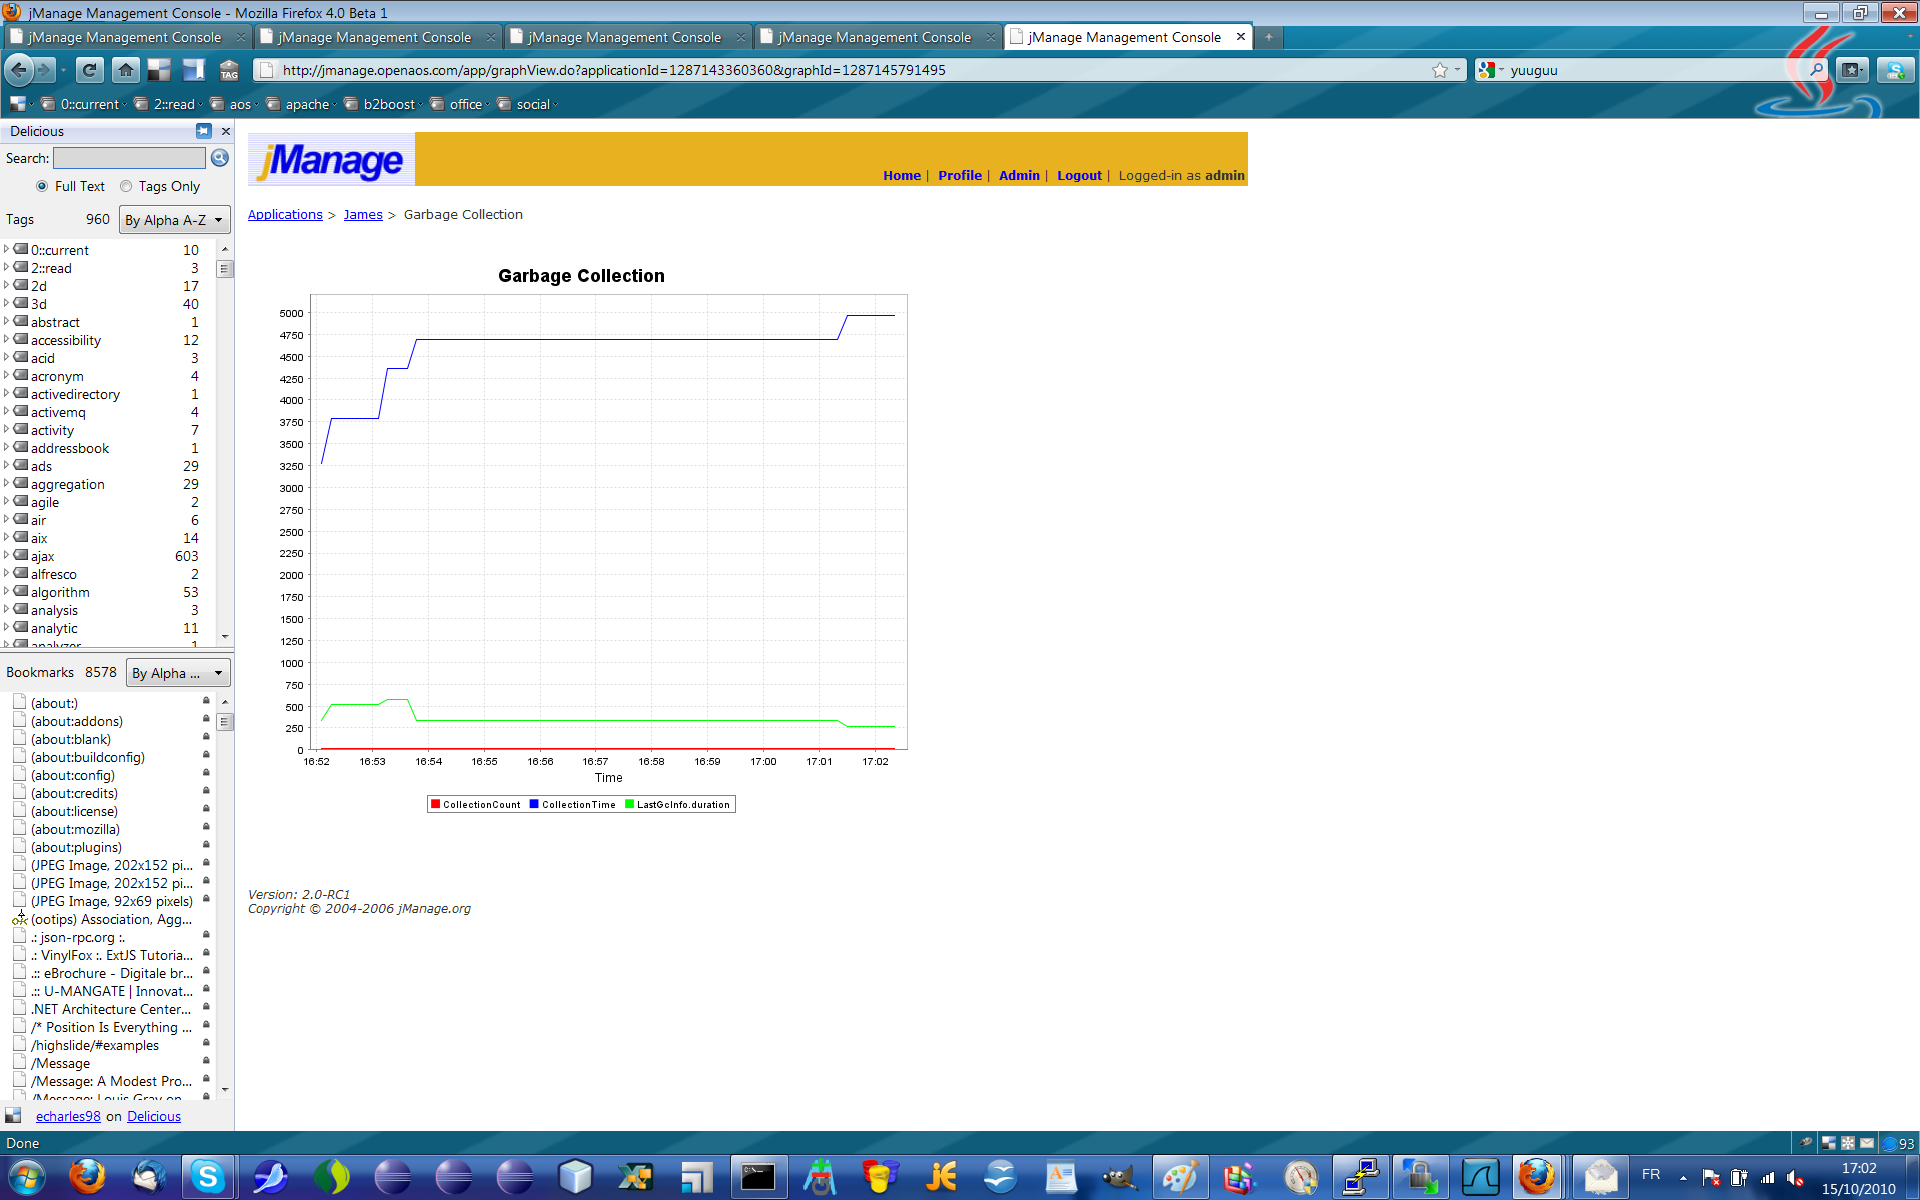 jManage Management Console - Mozilla Firefox 4.0 Beta 1
jManage Management Console jManage Management Console jManage Management Console jManage Management Console jManage Management Console
http://jmanage.openaos.com/app/graphView.do?applicationId=1287143360360&graphId=1287145791495 yuuguu
TAG
0::current 2::read aos apache b2boost office social
Delicious
Search:
Full Text Tags Only
Tags 960 By Alpha A-Z
0::current 10
2::read 3
2d 17
3d 40
abstract 1
accessibility 12
acid 3
acronym 4
activedirectory 1
activemq 4
activity 7
addressbook 1
ads 29
aggregation 29
agile 2
air 6
aix 14
ajax 603
alfresco 2
algorithm 53
analysis 3
analytic 11
analyzer 1
Bookmarks 8578 By Alpha ...
(about:)
(about:addons)
(about:blank)
(about:buildconfig)
(about:config)
(about:credits)
(about:license)
(about:mozilla)
(about:plugins)
(JPEG Image, 202x152 pi...
(JPEG Image, 202x152 pi...
(JPEG Image, 92x69 pixels)
(ootips) Association, Agg...
.: json-rpc.org :.
.: VinylFox :. ExtJS Tutoria...
.:: eBrochure - Digitale br...
.:: U-MANGATE | Innovat...
.NET Architecture Center...
/* Position Is Everything ...
/highslide/#examples
/Message
/Message: A Modest Pro...
/Message: Louis Gray on
echarles98 on Delicious
jManage
Home | Profile | Admin | Logout | Logged-in as admin
Applications > James > Garbage Collection
Garbage Collection
5000
4750
4500
4250
4000
3750
3500
3250
3000
2750
2500
2250
2000
1750
1500
1250
1000
750
500
250
0
16:52 16:53 16:54 16:55 16:56 16:57 16:58 16:59 17:00 17:01 17:02
Time
CollectionCount CollectionTime LastGcInfo.duration
Version: 2.0-RC1
Copyright © 2004-2006 jManage.org
Done 93
FR 17:02
15/10/2010